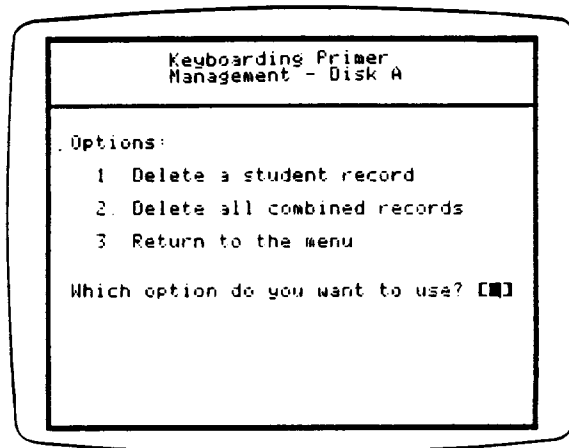 Keyboarding Primer
Management - Disk A
Options:
1 Delete a student record
2. Delete all combined records
3 Return to the menu
Which option do you want to use? [■]